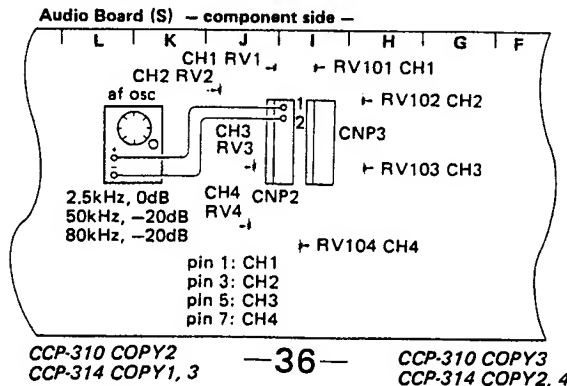 Audio Board (S) — component side —
L K J I H G F
CH1 RV1
RV101 CH1
CH2 RV2
RV102 CH2
af osc
1
2
CH3
RV3
CNP3
RV103 CH3
+
−
CNP2
2.5kHz, 0dB
50kHz, −20dB
80kHz, −20dB
CH4
RV4
RV104 CH4
pin 1: CH1
pin 3: CH2
pin 5: CH3
pin 7: CH4
CCP-310 COPY2
CCP-314 COPY1, 3
—36—
CCP-310 COPY3
CCP-314 COPY2, 4